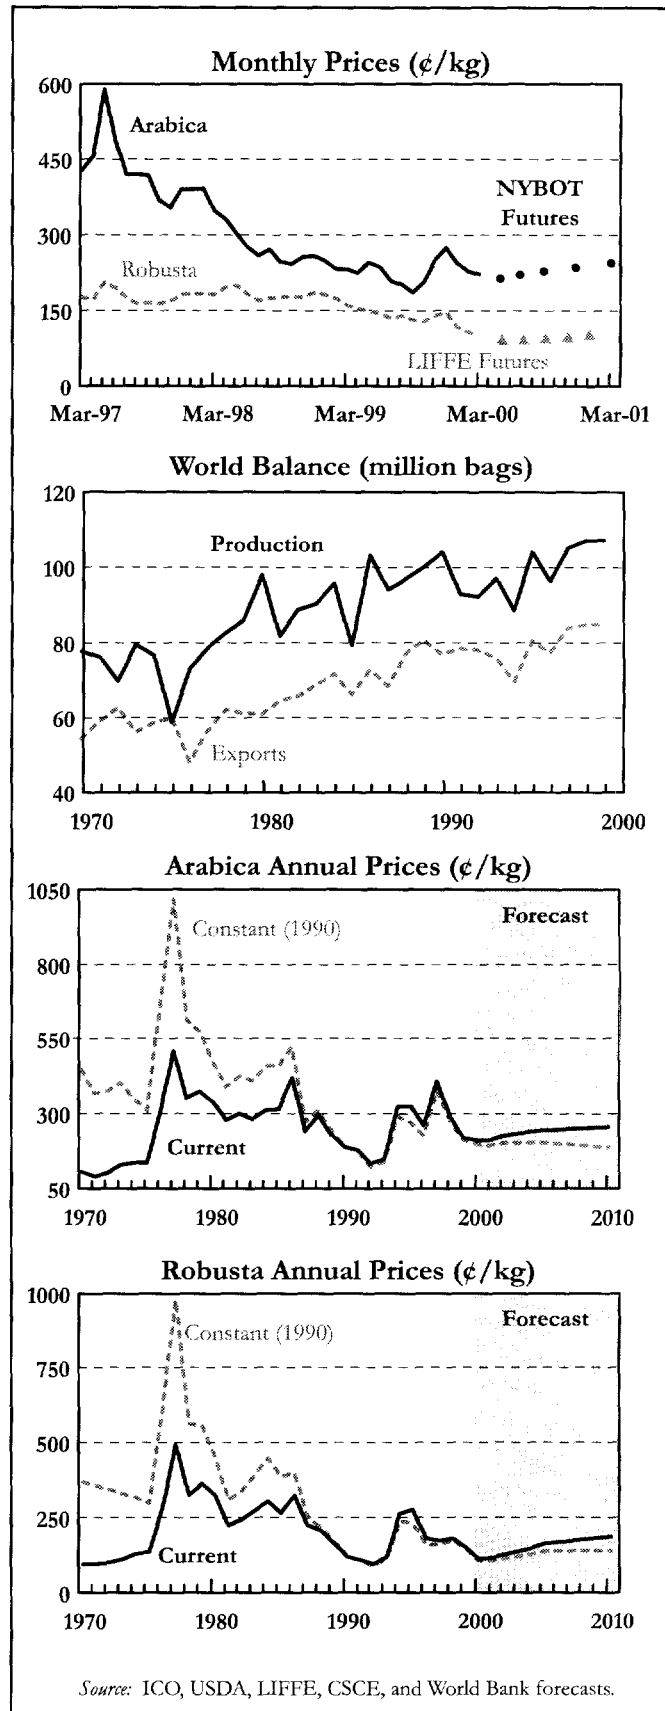 Monthly Prices (¢/kg)
600
450
300
150
0
Arabica
NYBOT
Futures
Robusta
LIFFE Futures
Mar-97 Mar-98 Mar-99 Mar-00 Mar-01
World Balance (million bags)
120
100
80
60
40
Production
Exports
1970 1980 1990 2000
Arabica Annual Prices (¢/kg)
1050
800
550
300
50
Forecast
Constant (1990)
Current
1970 1980 1990 2000 2010
Robusta Annual Prices (¢/kg)
1000
750
500
250
0
Forecast
Constant (1990)
Current
1970 1980 1990 2000 2010
Source: ICO, USDA, LIFFE, CSCE, and World Bank forecasts.